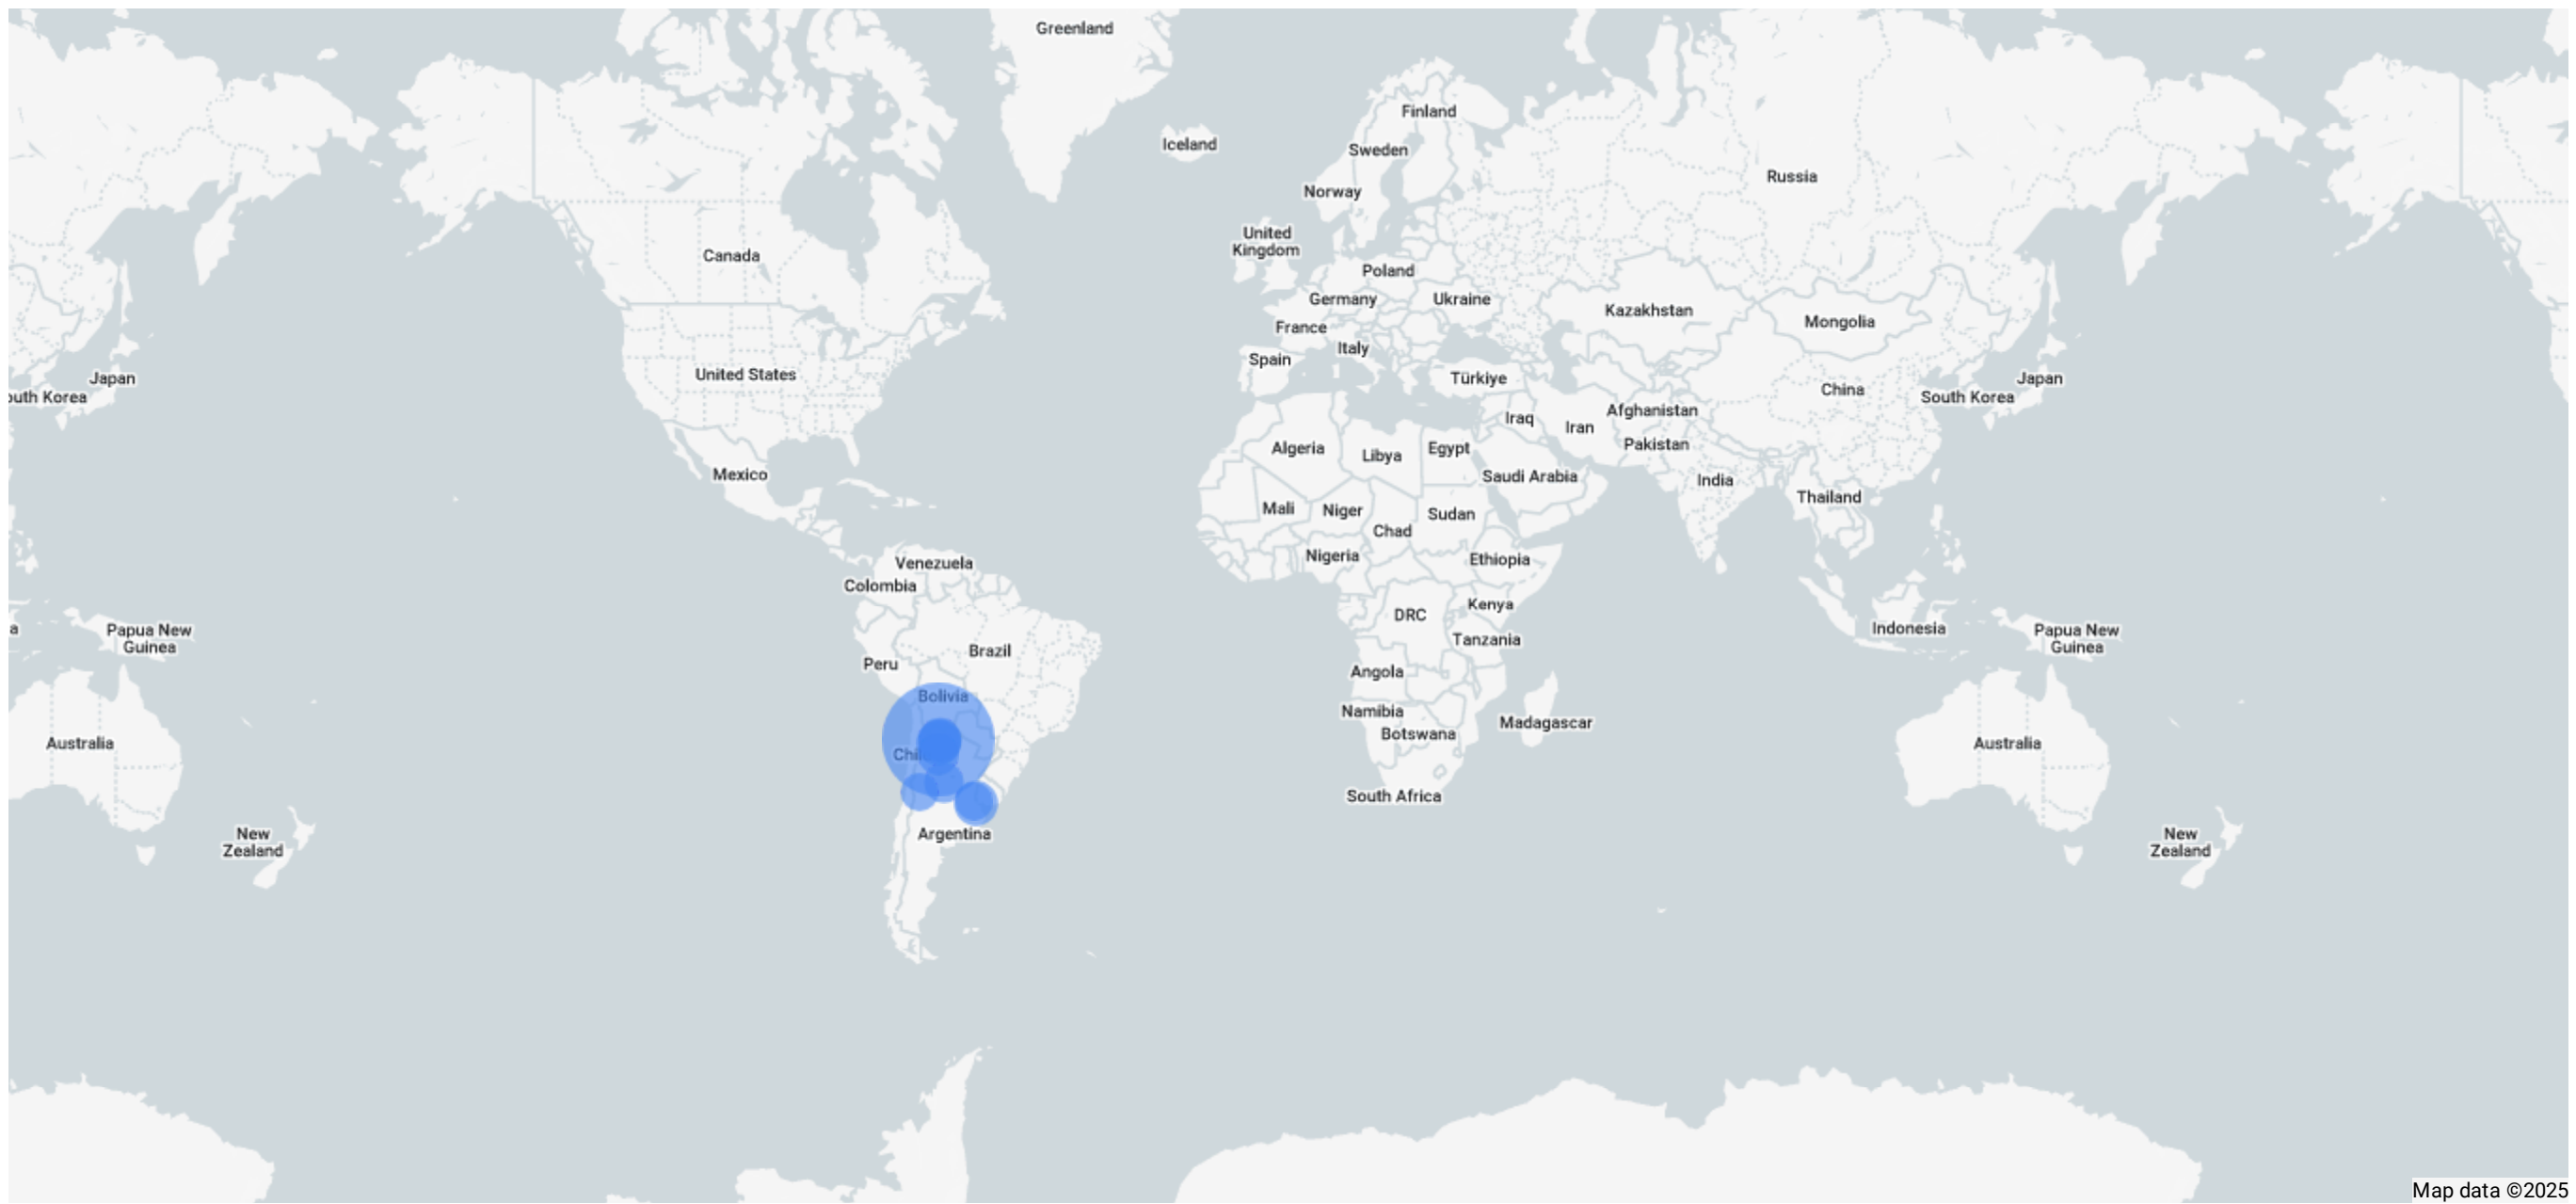 Greenland
Finland
Iceland
Sweden
Russia
Norway
United
Kingdom
Canada
Poland
Germany
Ukraine
Kazakhstan
Mongolia
France
Italy
Spain
United States
Türkiye
Japan
Japan
China
outh Korea
South Korea
Afghanistan
Iraq
Iran
Pakistan
Algeria
Libya
Egypt
Mexico
Saudi Arabia
India
Thailand
Mali
Niger
Sudan
Chad
Nigeria
Ethiopia
Venezuela
Colombia
Kenya
DRC
a
Papua New
Guinea
Indonesia
Papua New
Guinea
Tanzania
Brazil
Peru
Angola
Bolivia
Namibia
Madagascar
Botswana
Australia
Australia
Chil
South Africa
Argentina
New
Zealand
New
Zealand
Map data ©2025